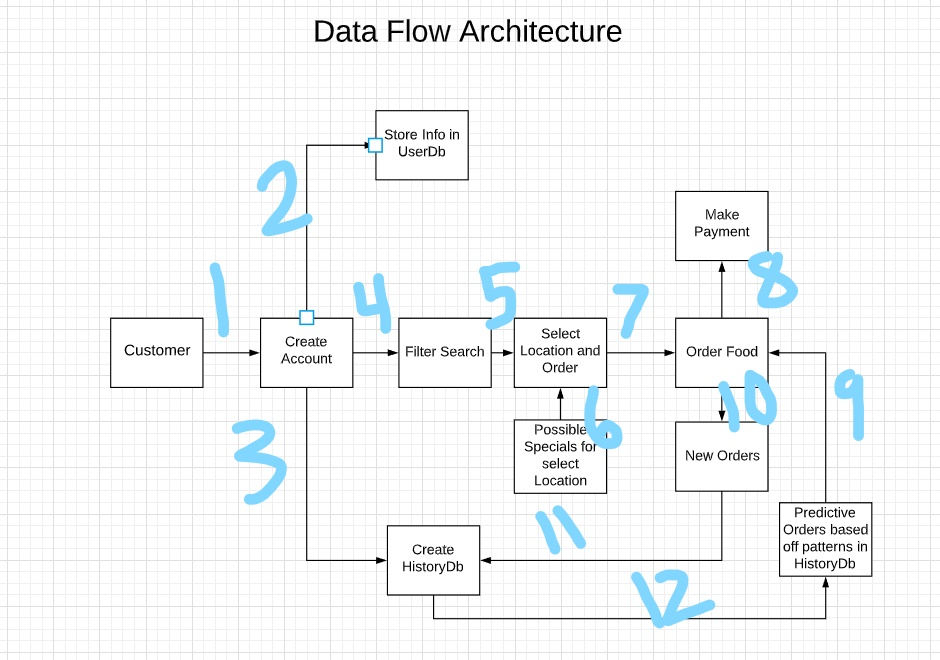 Data Flow Architecture
Store Info in
UserDb
2
Make
Payment
1
4
5
7
8
Customer
Create
Account
Filter Search
Select
Location and
Order
Order Food
3
6
10
9
Possible
Specials for
select
Location
New Orders
11
Predictive
Orders based
off patterns in
HistoryDb
Create
HistoryDb
12